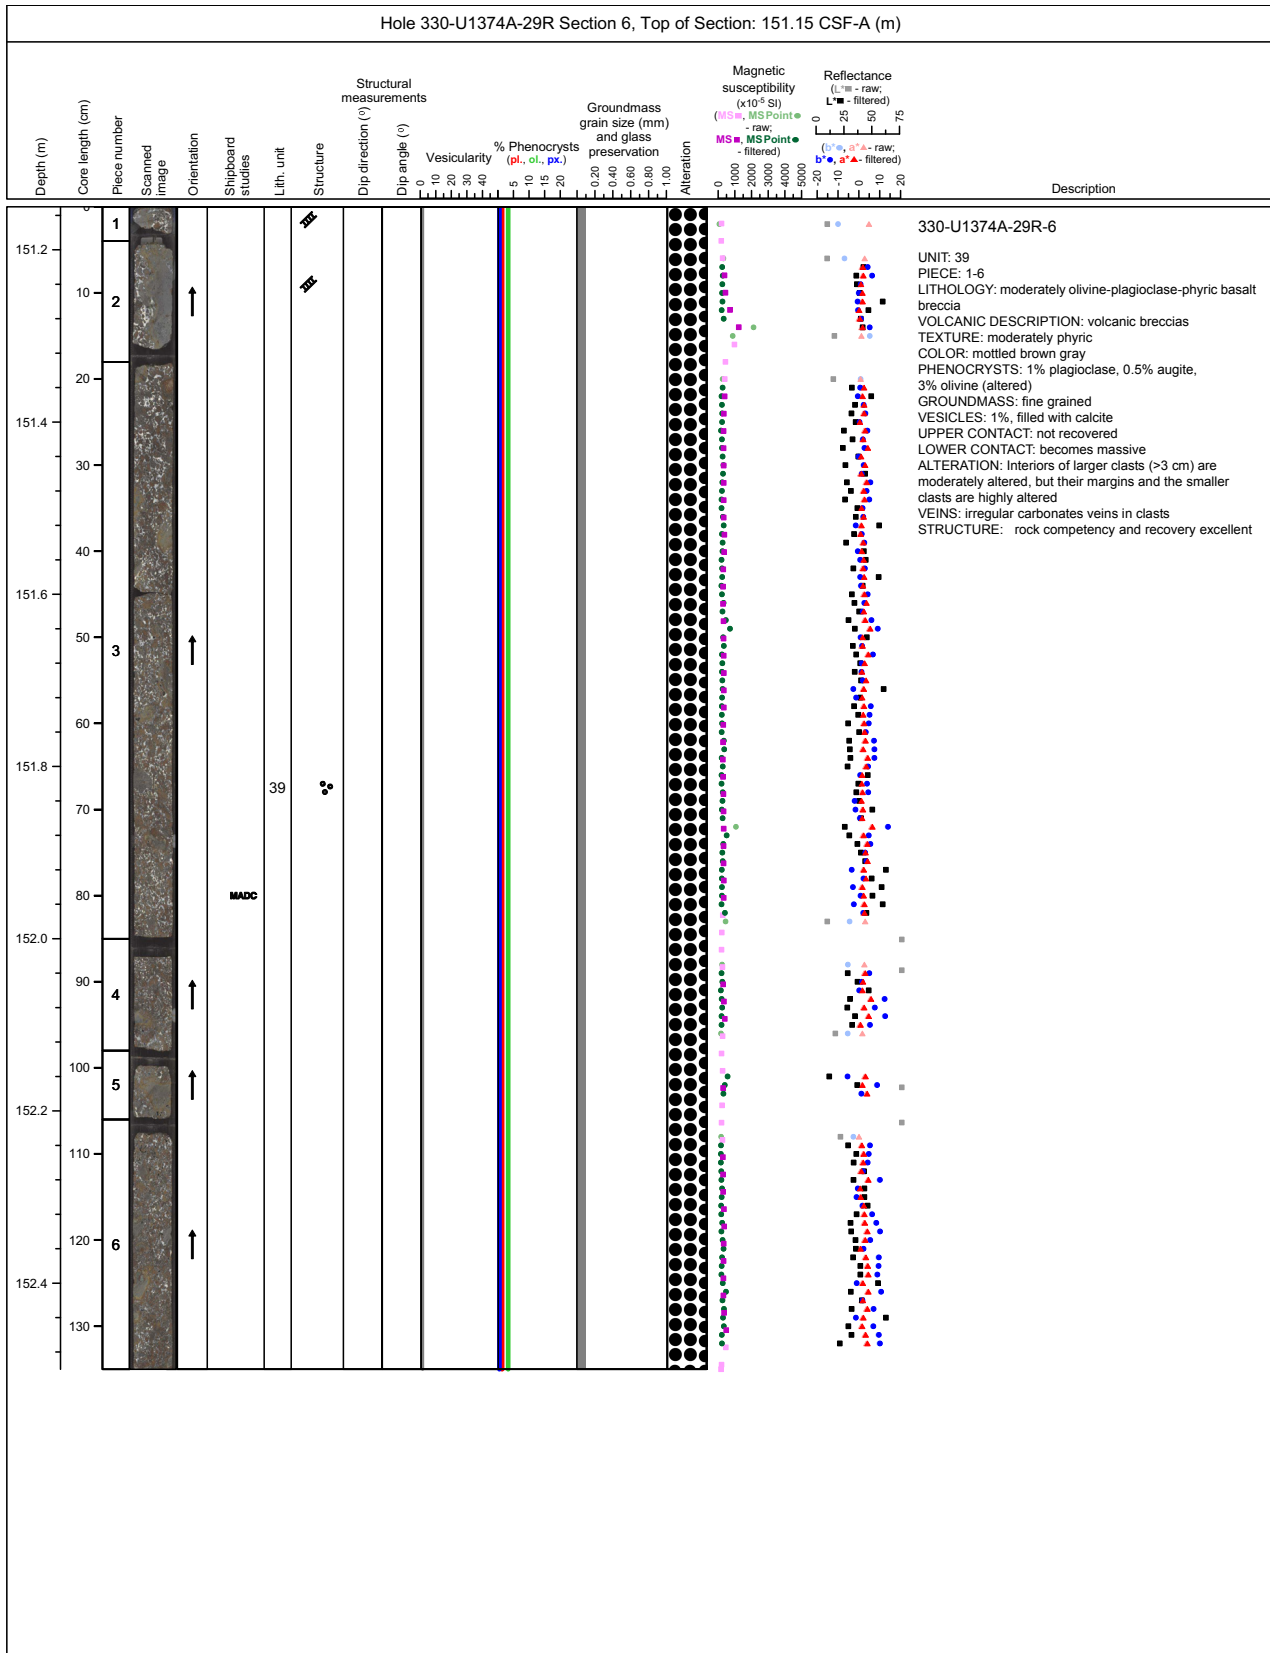 Hole 330-U1374A-29R Section 6, Top of Section: 151.15 CSF-A (m)
Depth (m)
Core length (cm)
Piece number
Scanned
image
Orientation
Shipboard
studies
Lith. unit
Structure
Structural
measurements
Dip direction (°)
Dip angle (°)
Vesicularity
0 10 20 30 40
% Phenocrysts
(pl., ol., px.)
5 10 15 20
Groundmass
grain size (mm)
and glass
preservation
0.20 0.40 0.60 0.80 1.00
Alteration
Magnetic
susceptibility
(x10-5 SI)
(MS, MSPoint
- raw;
MS, MSPoint
- filtered)
0 1000 2000 3000 4000 5000
Reflectance
(L* - raw;
L* - filtered)
0 25 50 75
(b*, a* - raw;
b*, a* - filtered)
-20 -10 0 10 20
Description
330-U1374A-29R-6
UNIT: 39
PIECE: 1-6
LITHOLOGY: moderately olivine-plagioclase-phyric basalt
breccia
VOLCANIC DESCRIPTION: volcanic breccias
TEXTURE: moderately phyric
COLOR: mottled brown gray
PHENOCRYSTS: 1% plagioclase, 0.5% augite,
3% olivine (altered)
GROUNDMASS: fine grained
VESICLES: 1%, filled with calcite
UPPER CONTACT: not recovered
LOWER CONTACT: becomes massive
ALTERATION: Interiors of larger clasts (>3 cm) are
moderately altered, but their margins and the smaller
clasts are highly altered
VEINS: irregular carbonates veins in clasts
STRUCTURE: rock competency and recovery excellent
151.2
151.4
151.6
151.8
152.0
152.2
152.4
0
10
20
30
40
50
60
70
80
90
100
110
120
130
1
2
3
4
5
6
MADC
39